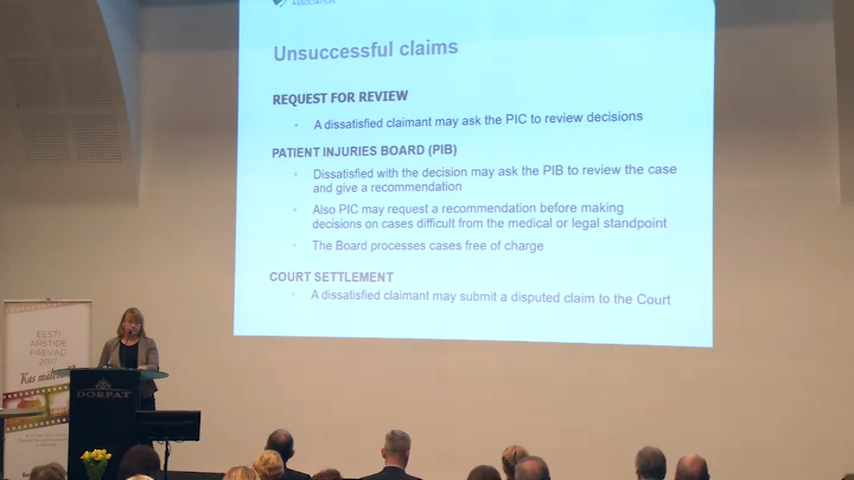 ASSOCIATION
Unsuccessful claims
REQUEST FOR REVIEW
A dissatisfied claimant may ask the PIC to review decisions
PATIENT INJURIES BOARD (PIB)
Dissatisfied with the decision may ask the PIB to review the case
and give a recommendation
Also PIC may request a recommendation before making
decisions on cases difficult from the medical or legal standpoint
The Board processes cases free of charge
COURT SETTLEMENT
A dissatisfied claimant may submit a disputed claim to the Court
EESTI
ARSTIDE
PÄEVAD
2017
Kas
DORPAT